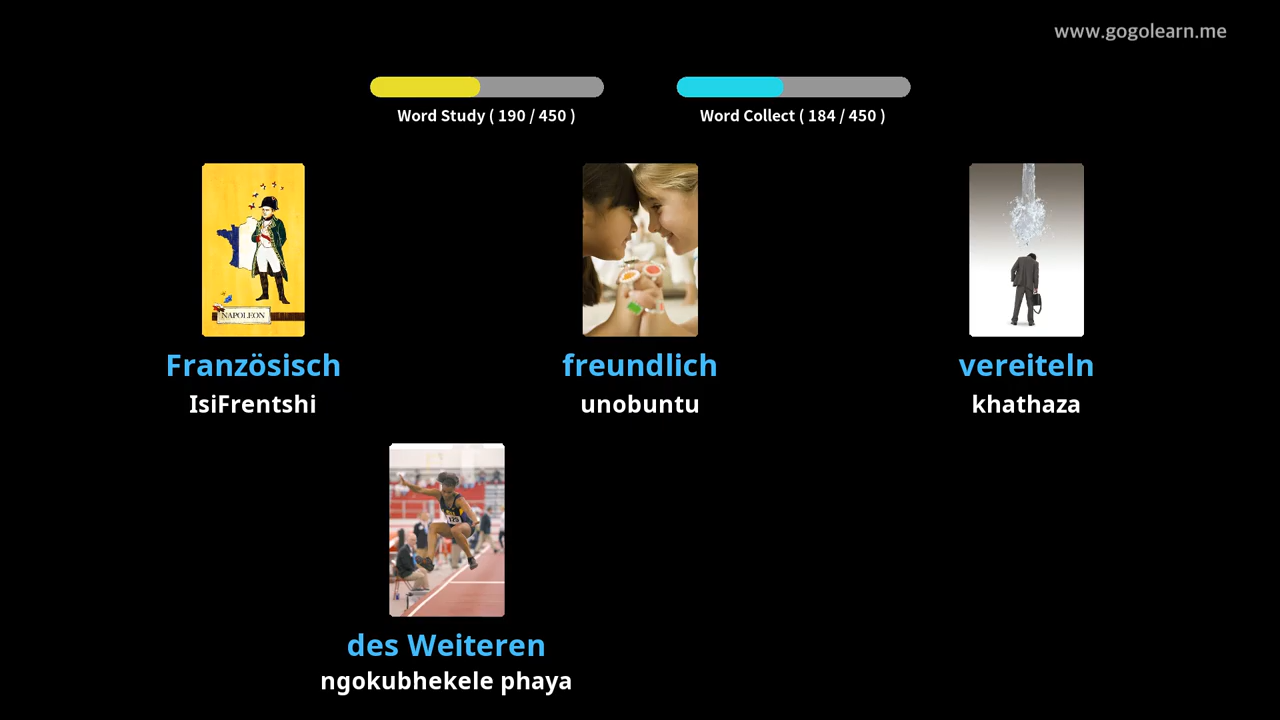 www.gogolearn.me
Word Study ( 190 / 450 )
Word Collect ( 184 / 450 )
NAPOLEON
Französisch
IsiFrentshi
freundlich
unobuntu
vereiteln
khathaza
des Weiteren
ngokubhekele phaya